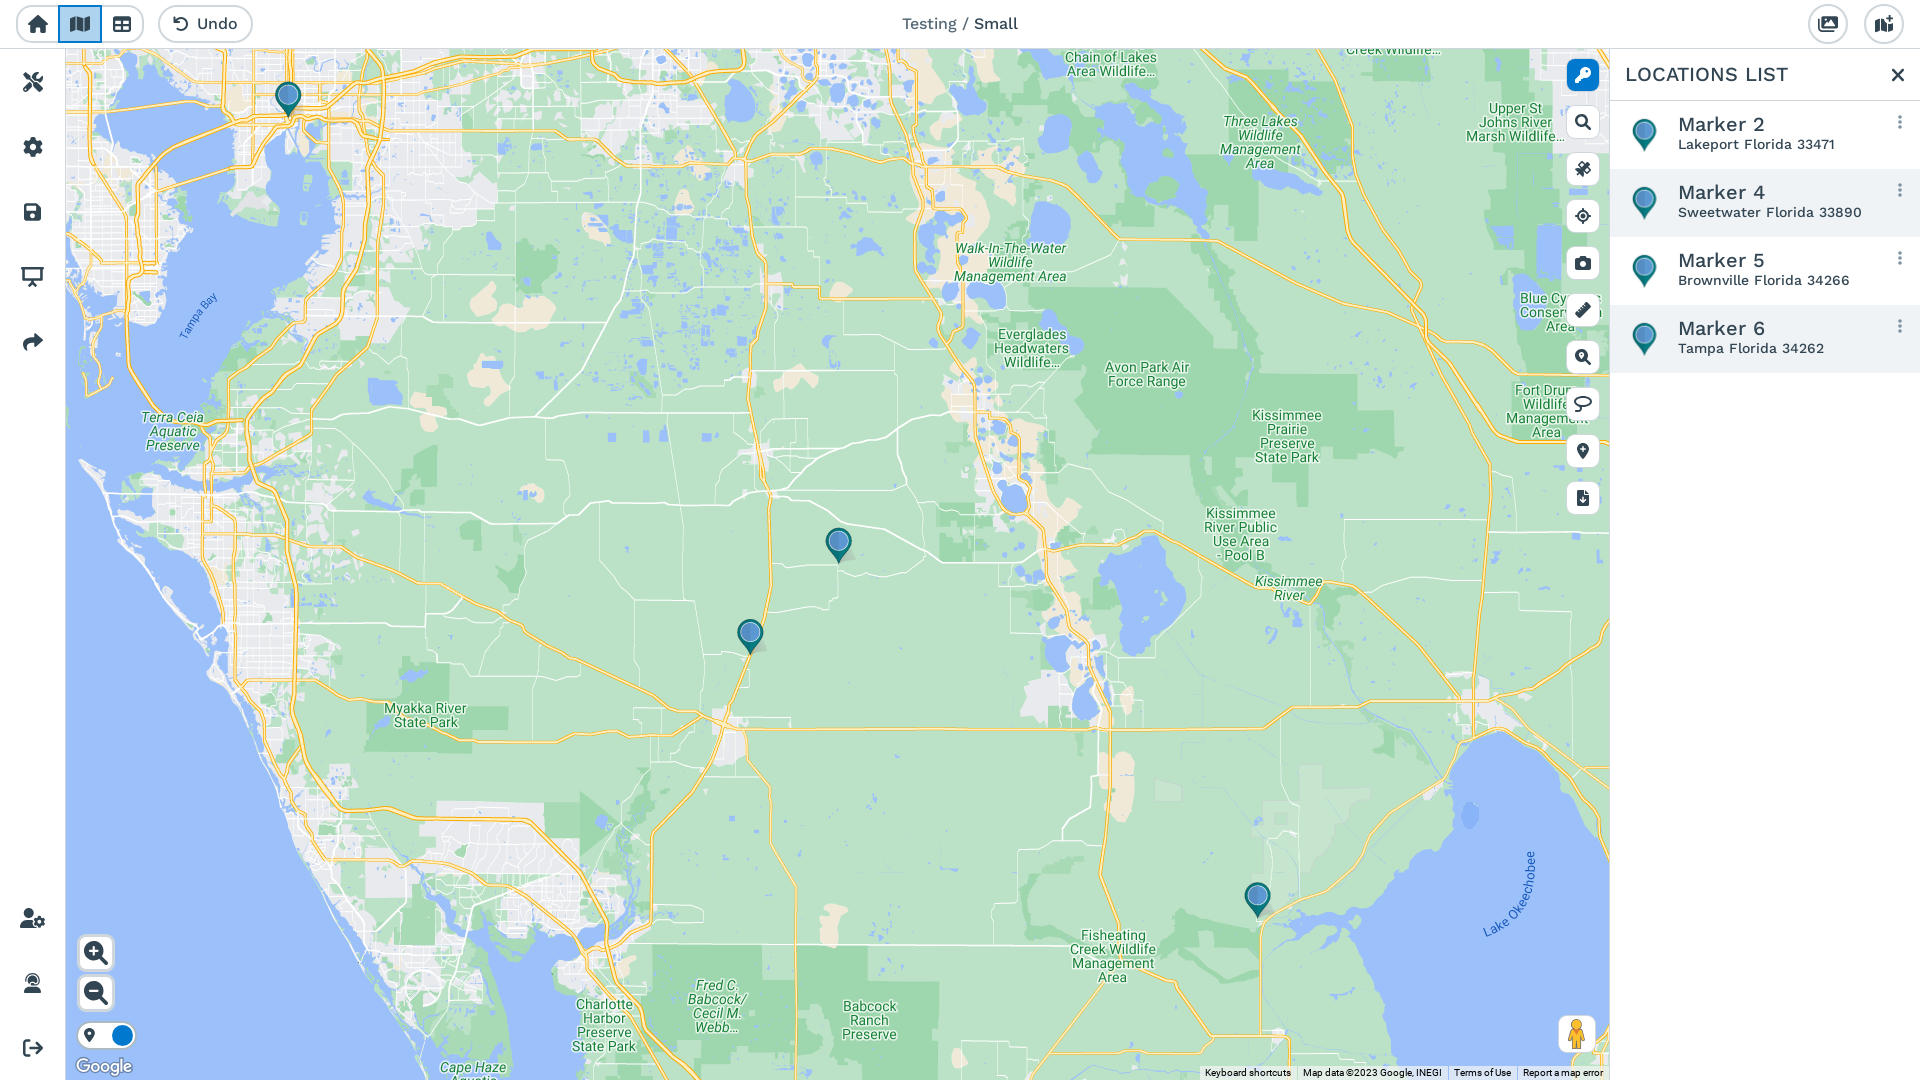 Undo
Testing / Small
LOCATIONS LIST
Marker 2
Lakeport Florida 33471
Marker 4
Sweetwater Florida 33890
Marker 5
Brownville Florida 34266
Marker 6
Tampa Florida 34262
Chain of Lakes
Area Wildlife...
Creek Wildlife...
Three Lakes
Wildlife
Management
Area
Upper St
Johns River
Marsh Wildlife...
Walk-In-The-Water
Wildlife
Management Area
Tampa Bay
Everglades
Headwaters
Wildlife...
Avon Park Air
Force Range
Terra Ceia
Aquatic
Preserve
Kissimmee
Prairie
Preserve
State Park
Fort Drum
Wildlife
Management
Area
Kissimmee
River Public
Use Area
- Pool B
Kissimmee
River
Myakka River
State Park
Lake Okeechobee
Fisheating
Creek Wildlife
Management
Area
Fred C.
Babcock/
Cecil M.
Webb...
Babcock
Ranch
Preserve
Charlotte
Harbor
Preserve
State Park
Cape Haze
Google
Keyboard shortcuts
Map data ©2023 Google, INEGI
Terms of Use
Report a map error